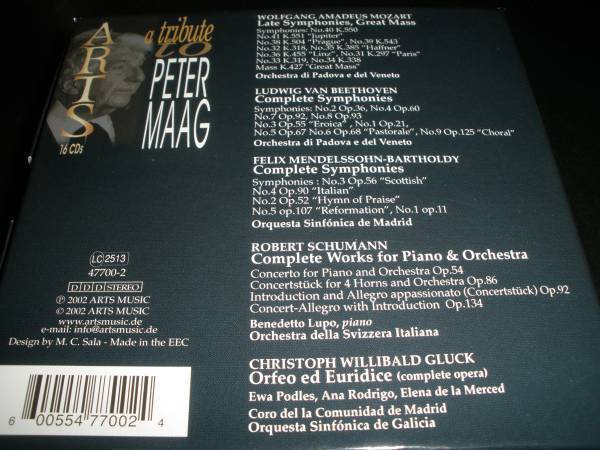 ARTS
a tribute
TO
PETER
MAAG
16 CDs
WOLFGANG AMADEUS MOZART
Late Symphonies, Great Mass
Symphonies: No.40 K.550
No.41 K.551 "Jupiter"
No.38 K.504 "Prague", No.39 K.543
No.32 K.318, No.35 K.385 "Haffner"
No.36 K.455 "Linz", No.31 K.297 "Paris"
No.33 K.319, No.34 K.338
Mass K.427 "Great Mass"
Orchestra di Padova e del Veneto
LUDWIG VAN BEETHOVEN
Complete Symphonies
Symphonies: No.2 Op.36, No.4 Op.60
No.7 Op.92, No.8 Op.93
No.3 Op.55 "Eroica", No.1 Op.21,
No.5 Op.67 No.6 Op.68 "Pastorale", No.9 Op.125 "Choral"
Orchestra di Padova e del Veneto
FELIX MENDELSSOHN-BARTHOLDY
Complete Symphonies
Symphonies : No.3 Op.56 "Scottish"
No.4 Op.90 "Italian"
No.2 Op.52 "Hymn of Praise"
No.5 op.107 "Reformation", No.1 op.11
Orquesta Sinfónica de Madrid
ROBERT SCHUMANN
Complete Works for Piano & Orchestra
Concerto for Piano and Orchestra Op.54
Concertstück for 4 Horns and Orchestra Op.86
Introduction and Allegro appassionato (Concertstück) Op.92
Concert-Allegro with Introduction Op.134
Benedetto Lupo, piano
Orchestra della Svizzera Italiana
CHRISTOPH WILLIBALD GLUCK
Orfeo ed Euridice (complete opera)
Ewa Podles, Ana Rodrigo, Elena de la Merced
Coro del la Comunidad de Madrid
Orquesta Sinfónica de Galicia
LC 2513
47700-2
D D D STEREO
℗ 2002 ARTS MUSIC
© 2002 ARTS MUSIC
www.artsmusic.de
e-mail: info@artsmusic.de
Design by M. C. Sala - Made in the EEC
6 00554 77002 4